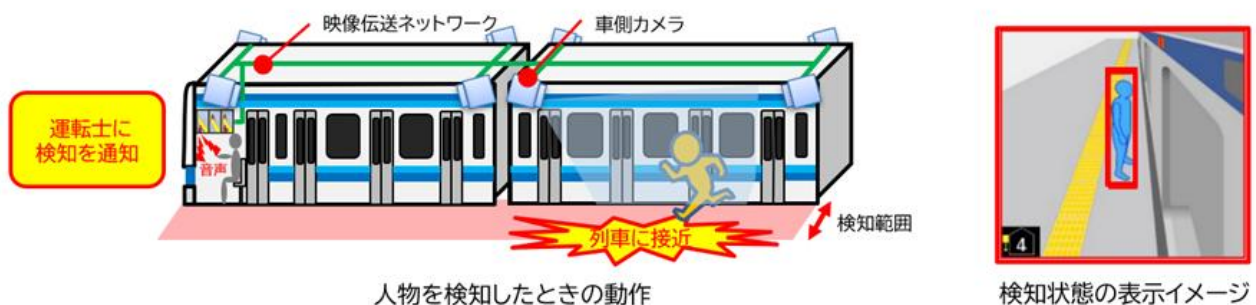 映像伝送ネットワーク
車側カメラ
運転士に
検知を通知
音声
列車に接近
検知範囲
4
人物を検知したときの動作
検知状態の表示イメージ